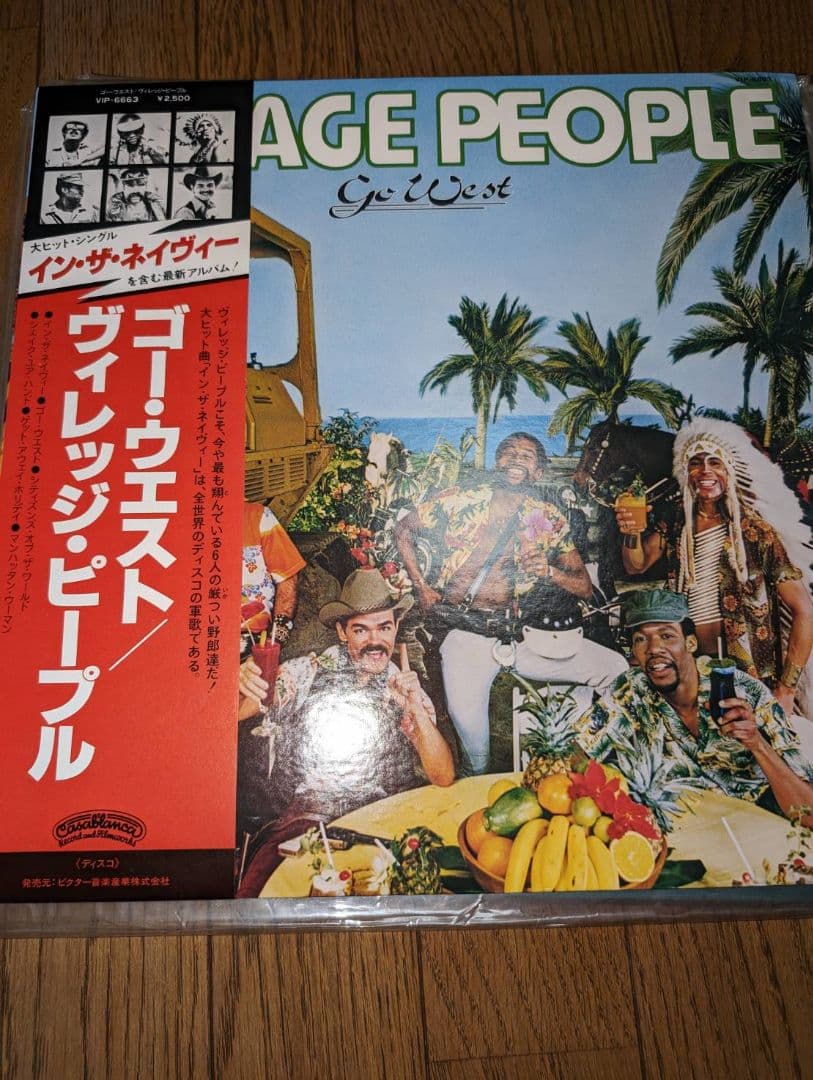 ゴー・ウエスト/ヴィレッジ・ピープル
VIP-6663 ¥2,500
大ヒット・シングル
イン・ザ・ネイヴィー
を含む最新アルバム!
ゴー・ウエスト/
ヴィレッジ・ピープル
ヴィレッジ・ピープルこそ、今や最も翔んでいる6人の厳つい野郎達だ!
大ヒット曲「イン・ザ・ネイヴィー」は、全世界のディスコの軍歌である。
●イン・ザ・ネイヴィー●ゴー・ウエスト●シティズンズ・オブ・ザ・ワールド
●シェイク・ユア・ハンド●ゲット・アウェイ・ホリデイ●マンハッタン・ウーマン
Casablanca
Record and Filmworks
《ディスコ》
発売元:ビクター音楽産業株式会社
VIP-6663
AGE PEOPLE
Go West